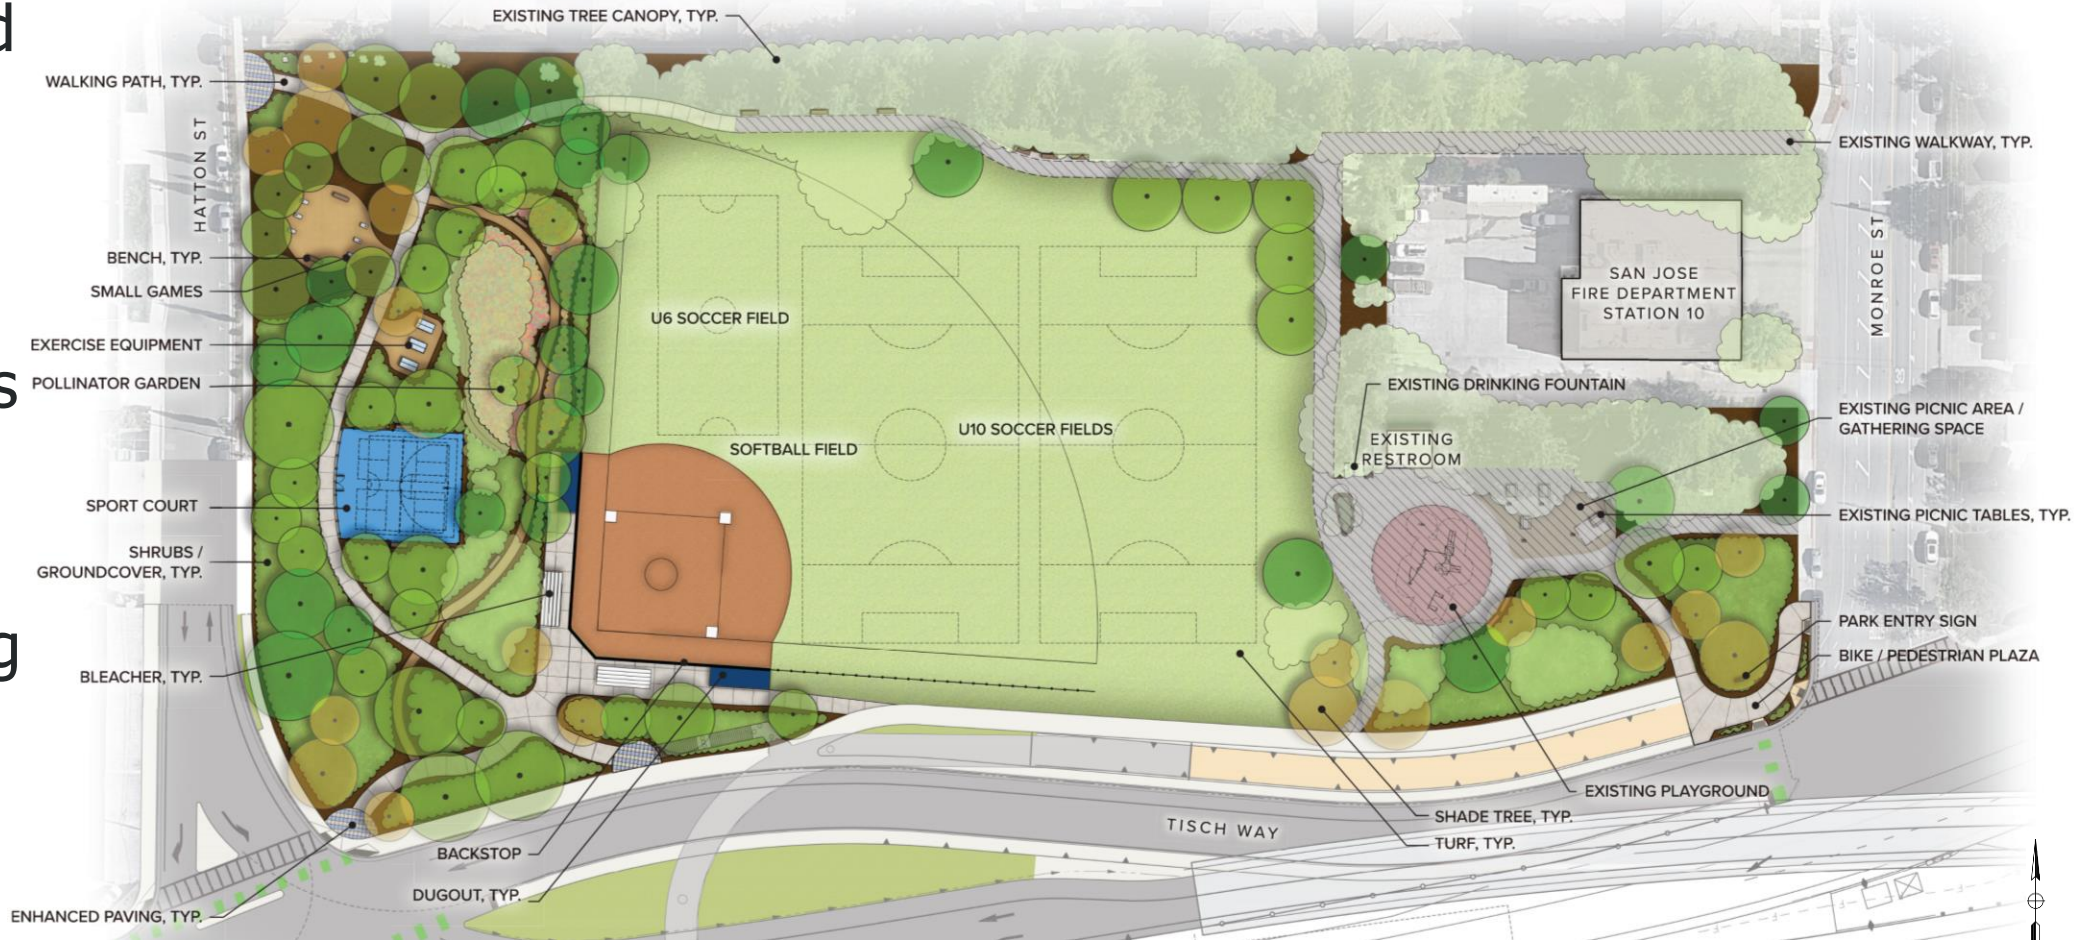 d
s
g
EXISTING TREE CANOPY, TYP.
WALKING PATH, TYP.
HATTON ST
BENCH, TYP.
SMALL GAMES
EXERCISE EQUIPMENT
POLLINATOR GARDEN
SPORT COURT
SHRUBS /
GROUNDCOVER, TYP.
BLEACHER, TYP.
BACKSTOP
DUGOUT, TYP.
ENHANCED PAVING, TYP.
U6 SOCCER FIELD
SOFTBALL FIELD
U10 SOCCER FIELDS
EXISTING WALKWAY, TYP.
SAN JOSE
FIRE DEPARTMENT
STATION 10
MONROE ST
EXISTING DRINKING FOUNTAIN
EXISTING
RESTROOM
EXISTING PICNIC AREA /
GATHERING SPACE
EXISTING PICNIC TABLES, TYP.
PARK ENTRY SIGN
BIKE / PEDESTRIAN PLAZA
EXISTING PLAYGROUND
SHADE TREE, TYP.
TURF, TYP.
TISCH WAY